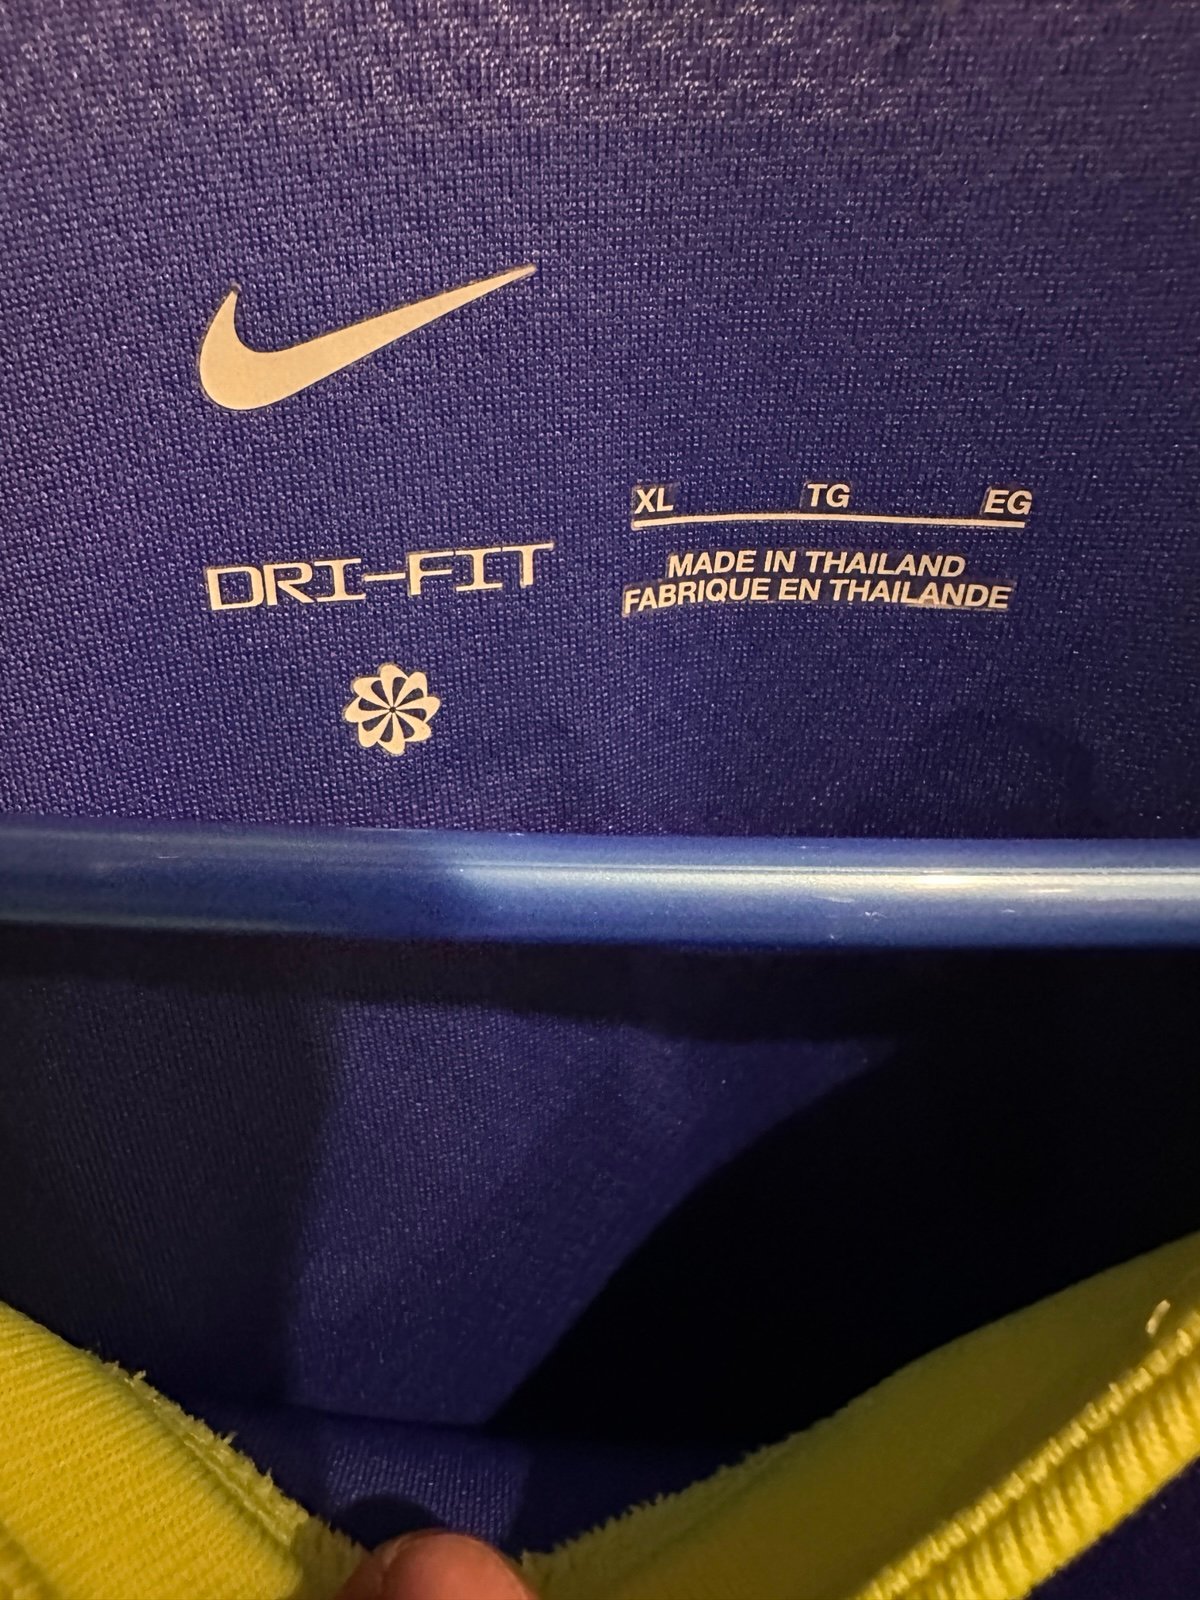 XL TG EG
MADE IN THAILAND
FABRIQUE EN THAILANDE
DRI-FIT